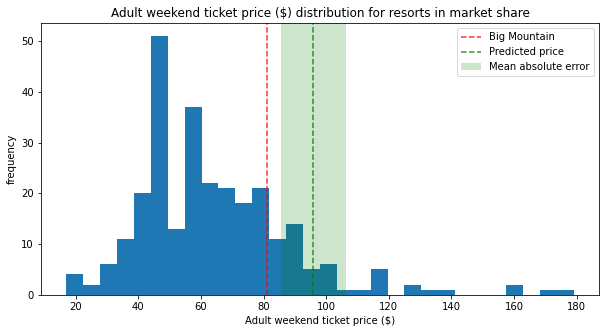 Adult weekend ticket price ($) distribution for resorts in market share
Big Mountain
Predicted price
Mean absolute error
frequency
50
40
30
20
10
0
20 40 60 80 100 120 140 160 180
Adult weekend ticket price ($)